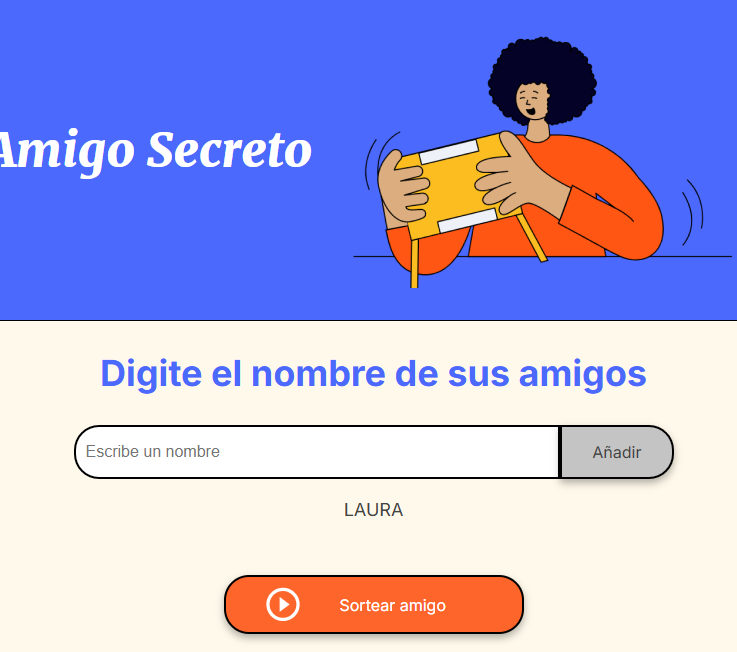 Amigo Secreto
Digite el nombre de sus amigos
Escribe un nombre
Añadir
LAURA
Sortear amigo